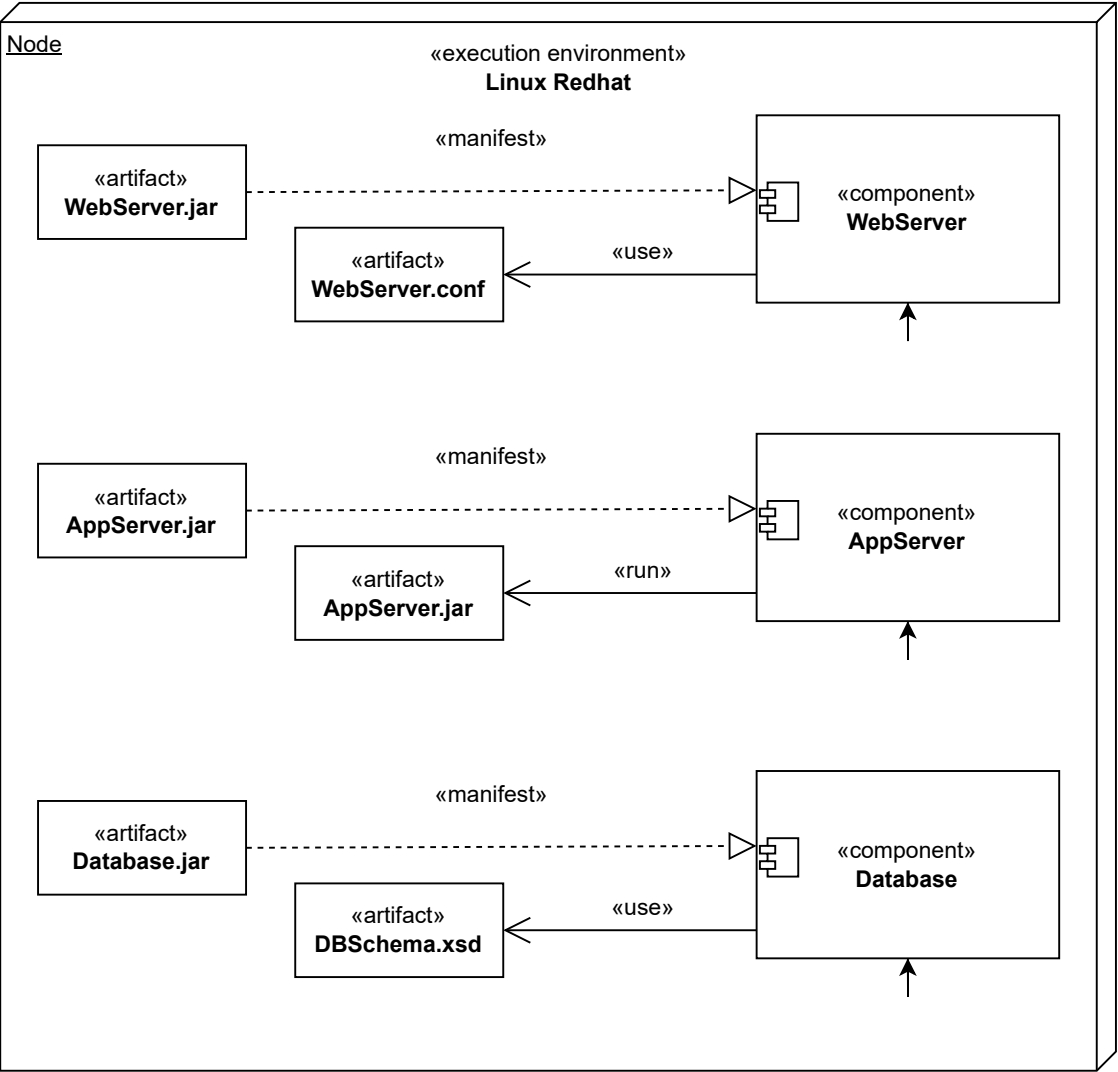 Node
«execution environment»
Linux Redhat
«manifest»
«artifact»
WebServer.jar
«component»
WebServer
«artifact»
WebServer.conf
«use»
«manifest»
«artifact»
AppServer.jar
«component»
AppServer
«artifact»
AppServer.jar
«run»
«manifest»
«artifact»
Database.jar
«component»
Database
«artifact»
DBSchema.xsd
«use»